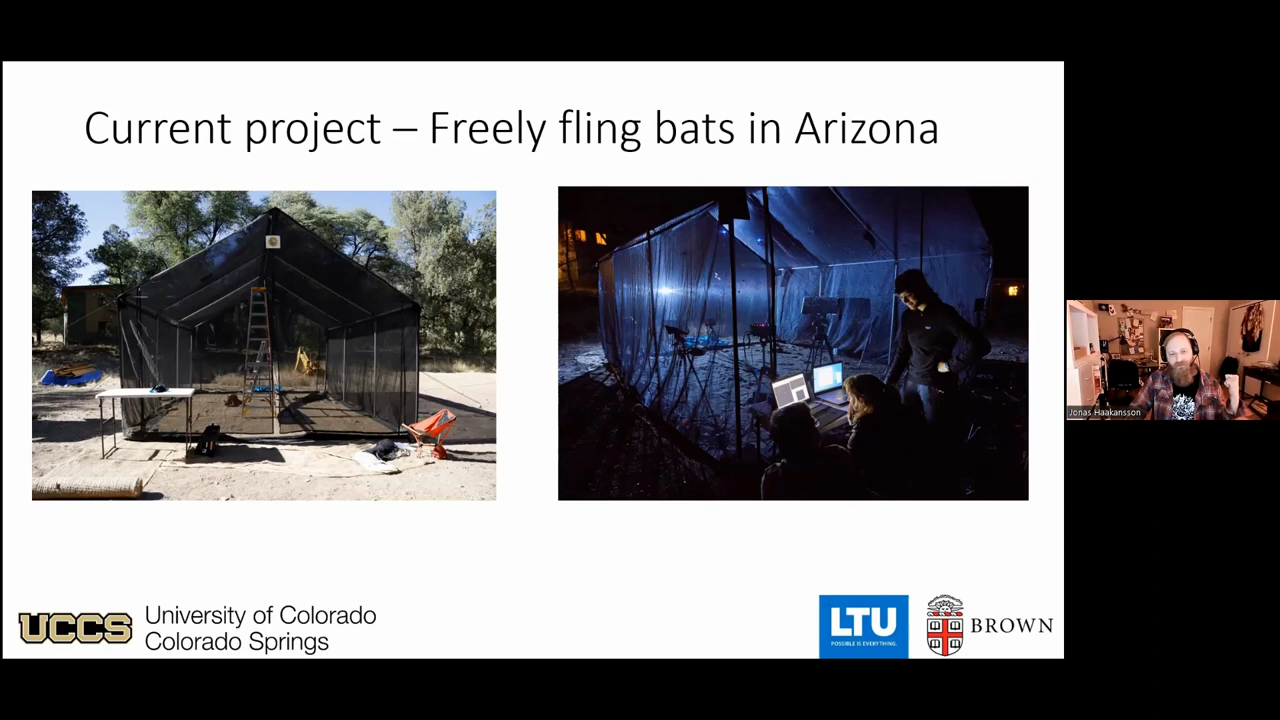 Current project – Freely fling bats in Arizona
UCCS
University of Colorado
Colorado Springs
LTU
POSSIBLE IS EVERYTHING.
BROWN
Jonas Haakansson